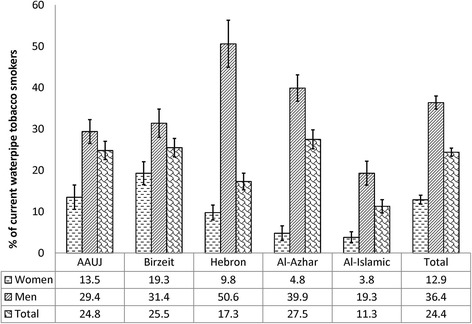 % of current waterpipe tobacco smokers
60
50
40
30
20
10
0
AAUJ Birzeit Hebron Al-Azhar Al-Islamic Total
Women 13.5 19.3 9.8 4.8 3.8 12.9
Men 29.4 31.4 50.6 39.9 19.3 36.4
Total 24.8 25.5 17.3 27.5 11.3 24.4